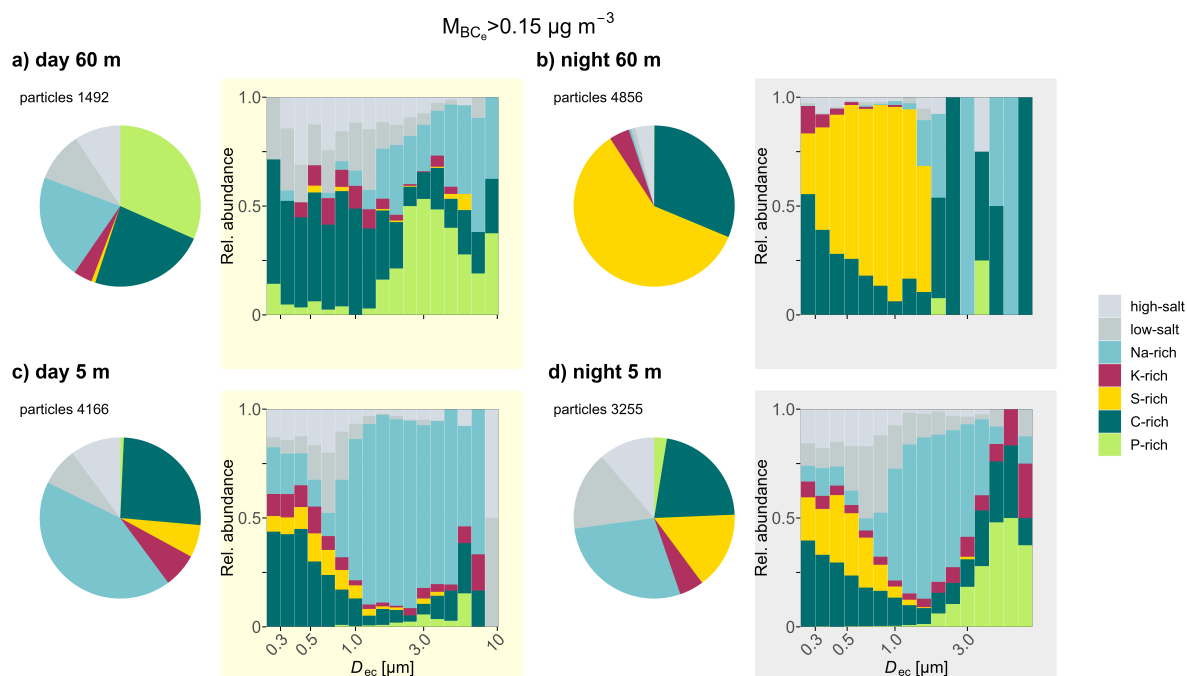 M_BCe>0.15 µg m⁻³
a) day 60 m
b) night 60 m
particles 1492
particles 4856
1.0
0.5
0
Rel. abundance
1.0
0.5
0
Rel. abundance
high-salt
low-salt
Na-rich
K-rich
S-rich
C-rich
P-rich
c) day 5 m
d) night 5 m
particles 4166
particles 3255
1.0
0.5
0
Rel. abundance
0.3 0.5 1.0 3.0 10
D_ec [µm]
1.0
0.5
0
Rel. abundance
0.3 0.5 1.0 3.0
D_ec [µm]